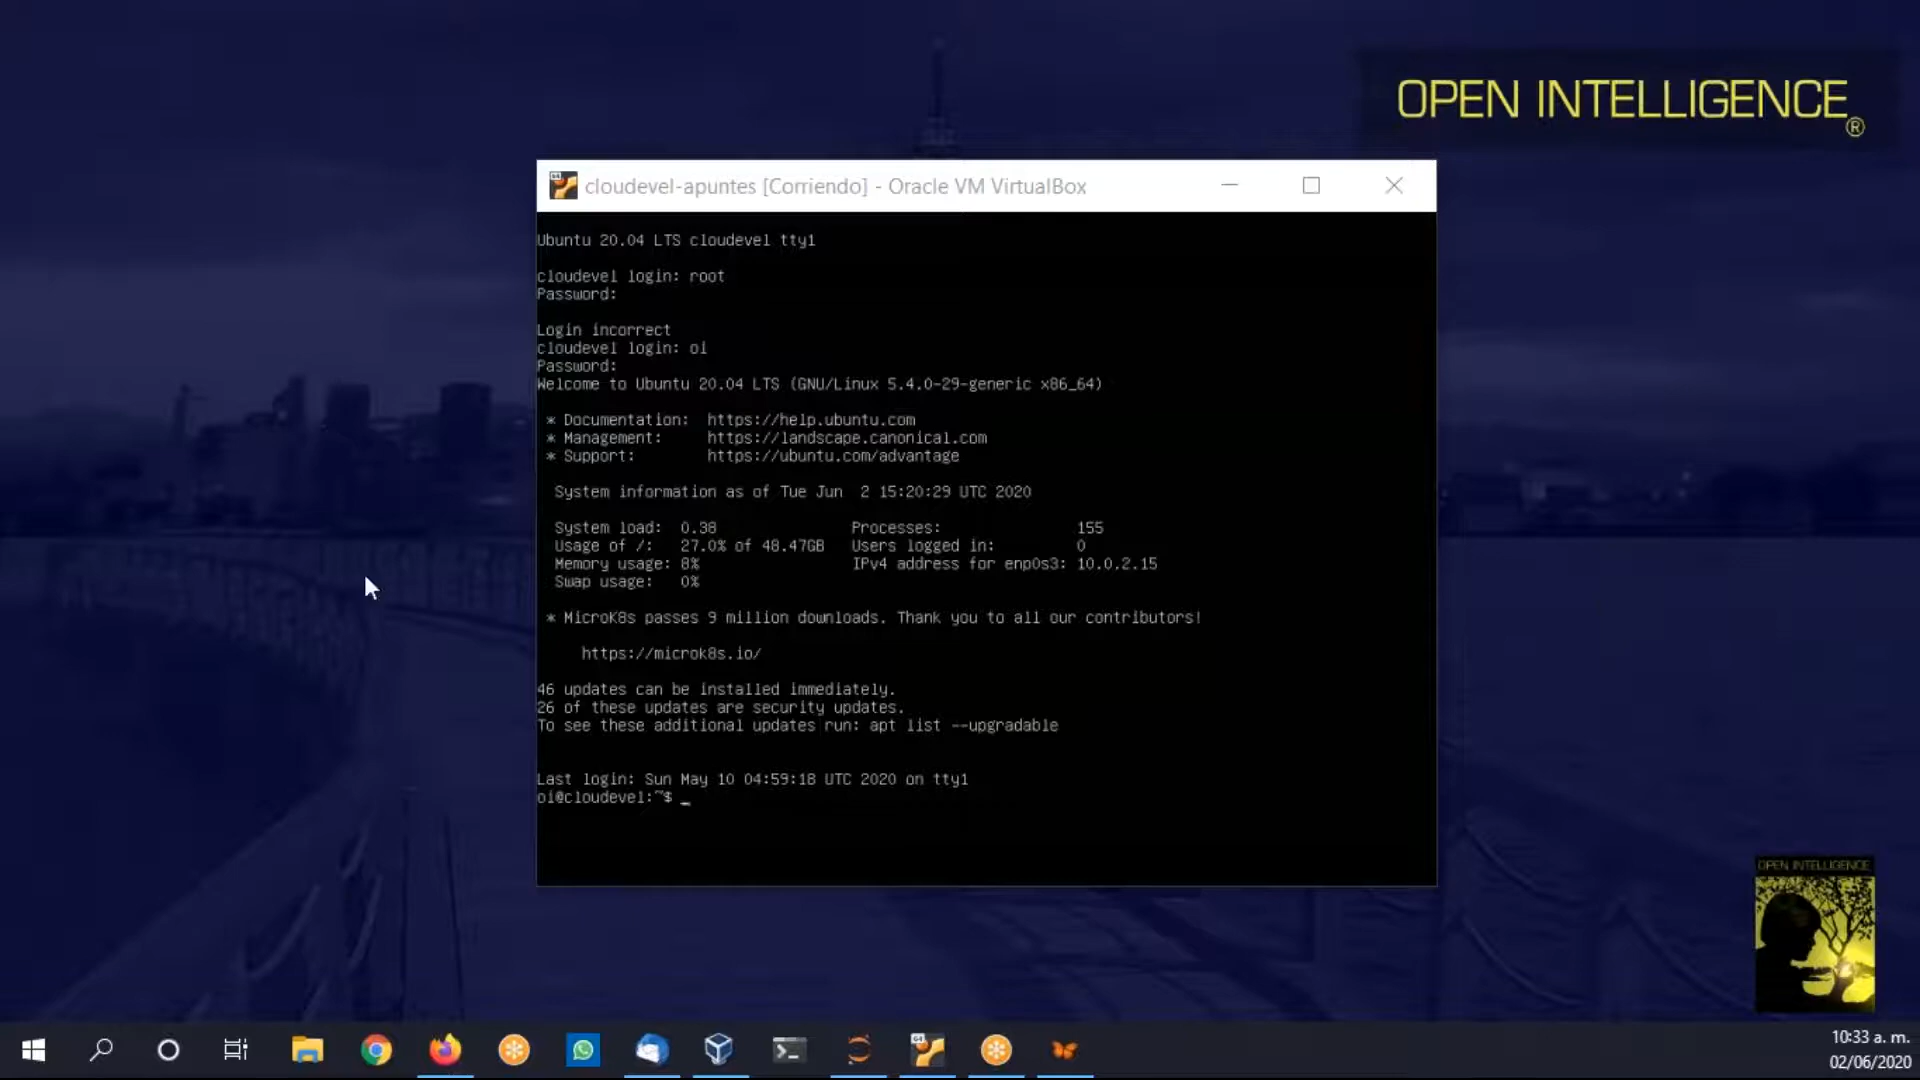 OPEN INTELLIGENCE®
cloudevel-apuntes [Corriendo] - Oracle VM VirtualBox
Ubuntu 20.04 LTS cloudevel tty1
cloudevel login: root
Password:
Login incorrect
cloudevel login: oi
Password:
Welcome to Ubuntu 20.04 LTS (GNU/Linux 5.4.0-29-generic x86_64)
* Documentation:  https://help.ubuntu.com
* Management:     https://landscape.canonical.com
* Support:        https://ubuntu.com/advantage
System information as of Tue Jun  2 15:20:29 UTC 2020
System load:  0.38               Processes:               155
Usage of /:   27.0% of 48.47GB   Users logged in:         0
Memory usage: 8%                 IPv4 address for enp0s3: 10.0.2.15
Swap usage:   0%
* MicroK8s passes 9 million downloads. Thank you to all our contributors!
https://microk8s.io/
46 updates can be installed immediately.
26 of these updates are security updates.
To see these additional updates run: apt list --upgradable
Last login: Sun May 10 04:59:18 UTC 2020 on tty1
oi@cloudevel:~$ _
OPEN INTELLIGENCE
64
10:33 a. m.
02/06/2020